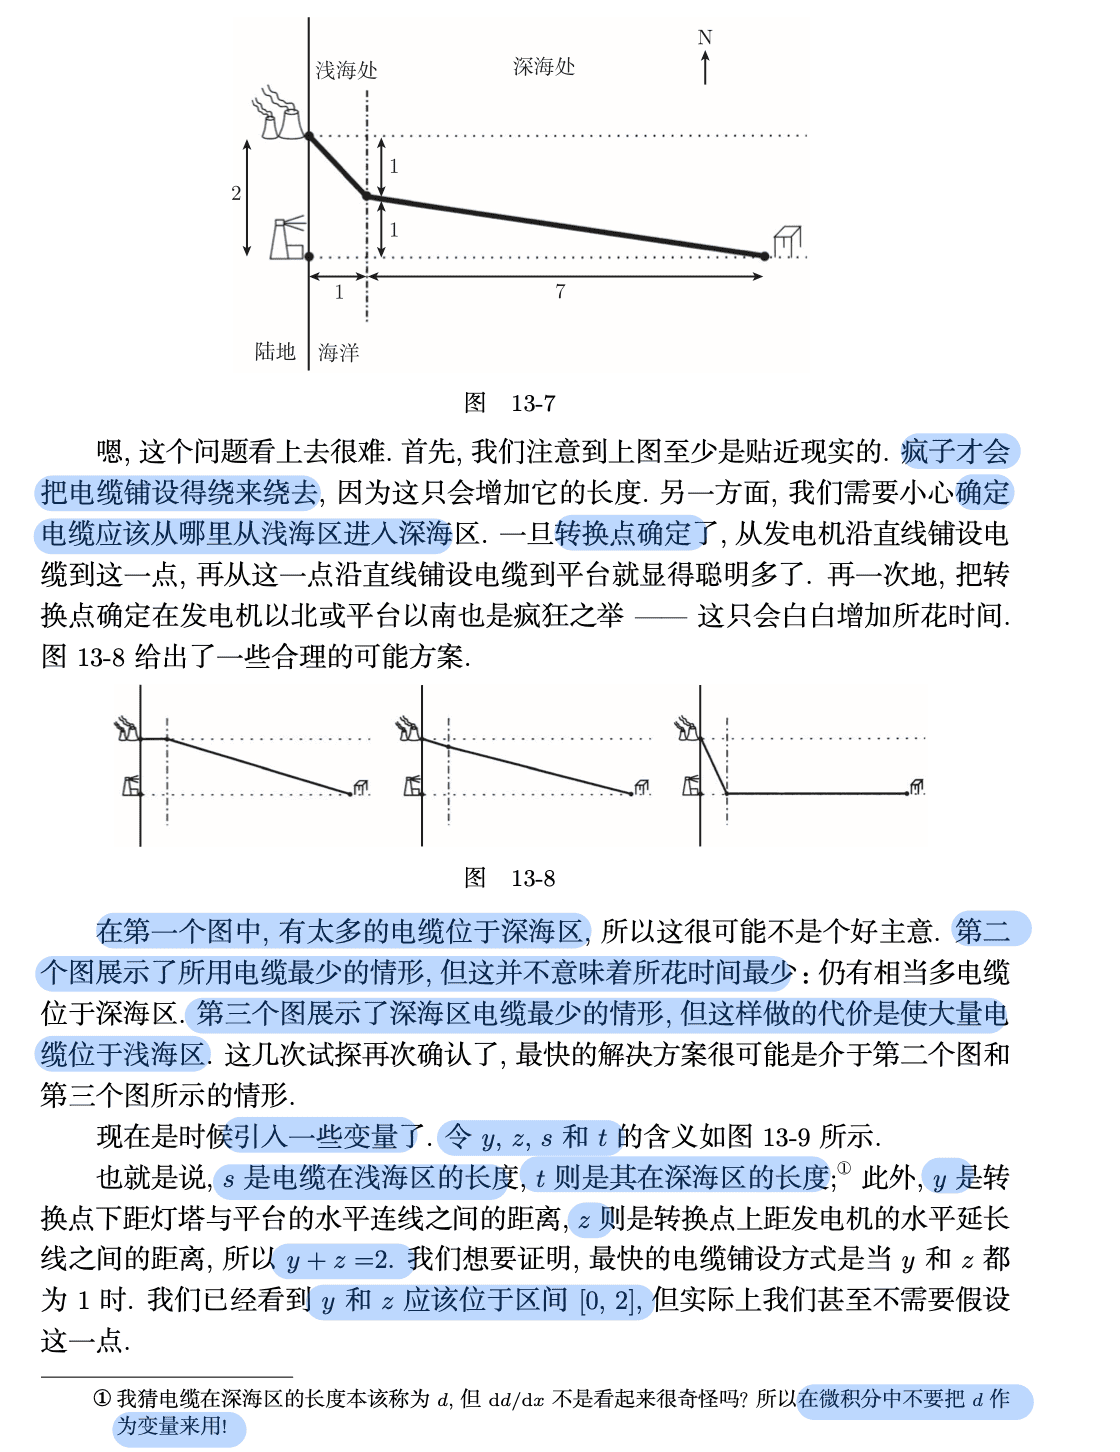 N
浅海处
深海处
2
1
1
1
7
陆地
海洋
图 13-7
嗯, 这个问题看上去很难. 首先, 我们注意到上图至少是贴近现实的. 疯子才会
把电缆铺设得绕来绕去, 因为这只会增加它的长度. 另一方面, 我们需要小心确定
电缆应该从哪里从浅海区进入深海区. 一旦转换点确定了, 从发电机沿直线铺设电
缆到这一点, 再从这一点沿直线铺设电缆到平台就显得聪明多了. 再一次地, 把转
换点确定在发电机以北或平台以南也是疯狂之举 —— 这只会白白增加所花时间.
图 13-8 给出了一些合理的可能方案.
图 13-8
在第一个图中, 有太多的电缆位于深海区, 所以这很可能不是个好主意. 第二
个图展示了所用电缆最少的情形, 但这并不意味着所花时间最少 : 仍有相当多电缆
位于深海区. 第三个图展示了深海区电缆最少的情形, 但这样做的代价是使大量电
缆位于浅海区. 这几次试探再次确认了, 最快的解决方案很可能是介于第二个图和
第三个图所示的情形.
现在是时候引入一些变量了. 令 y, z, s 和 t 的含义如图 13-9 所示.
也就是说, s 是电缆在浅海区的长度, t 则是其在深海区的长度;① 此外, y 是转
换点下距灯塔与平台的水平连线之间的距离, z 则是转换点上距发电机的水平延长
线之间的距离, 所以 y + z =2. 我们想要证明, 最快的电缆铺设方式是当 y 和 z 都
为 1 时. 我们已经看到 y 和 z 应该位于区间 [0, 2], 但实际上我们甚至不需要假设
这一点.
① 我猜电缆在深海区的长度本该称为 d, 但 dd/dx 不是看起来很奇怪吗? 所以在微积分中不要把 d 作
为变量来用!